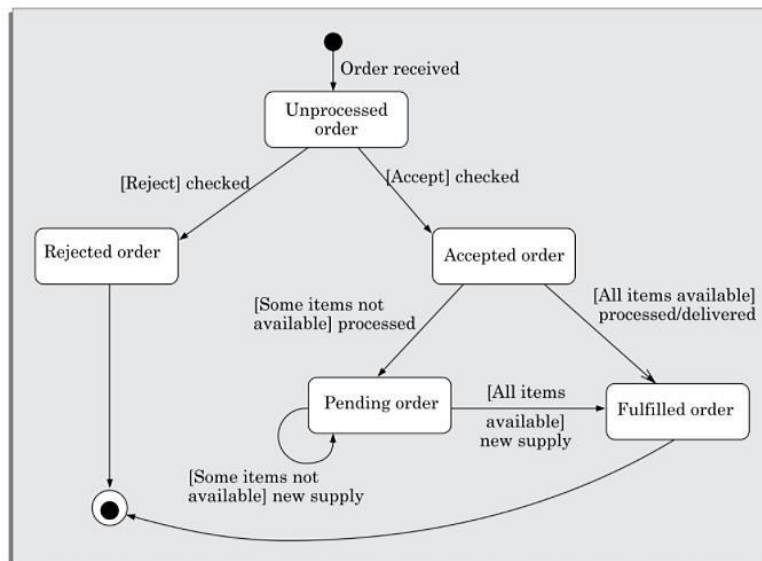 Order received
Unprocessed
order
[Reject] checked
[Accept] checked
Rejected order
Accepted order
[Some items not
available] processed
[All items available]
processed/delivered
Pending order
[All items
available]
new supply
Fulfilled order
[Some items not
available] new supply